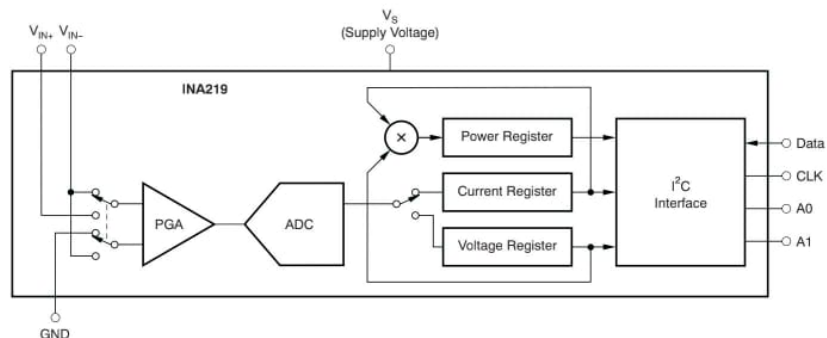 V_S
(Supply Voltage)
V_IN+ V_IN−
INA219
×
Power Register
Data
CLK
Current Register
I²C
Interface
A0
PGA
ADC
Voltage Register
A1
GND